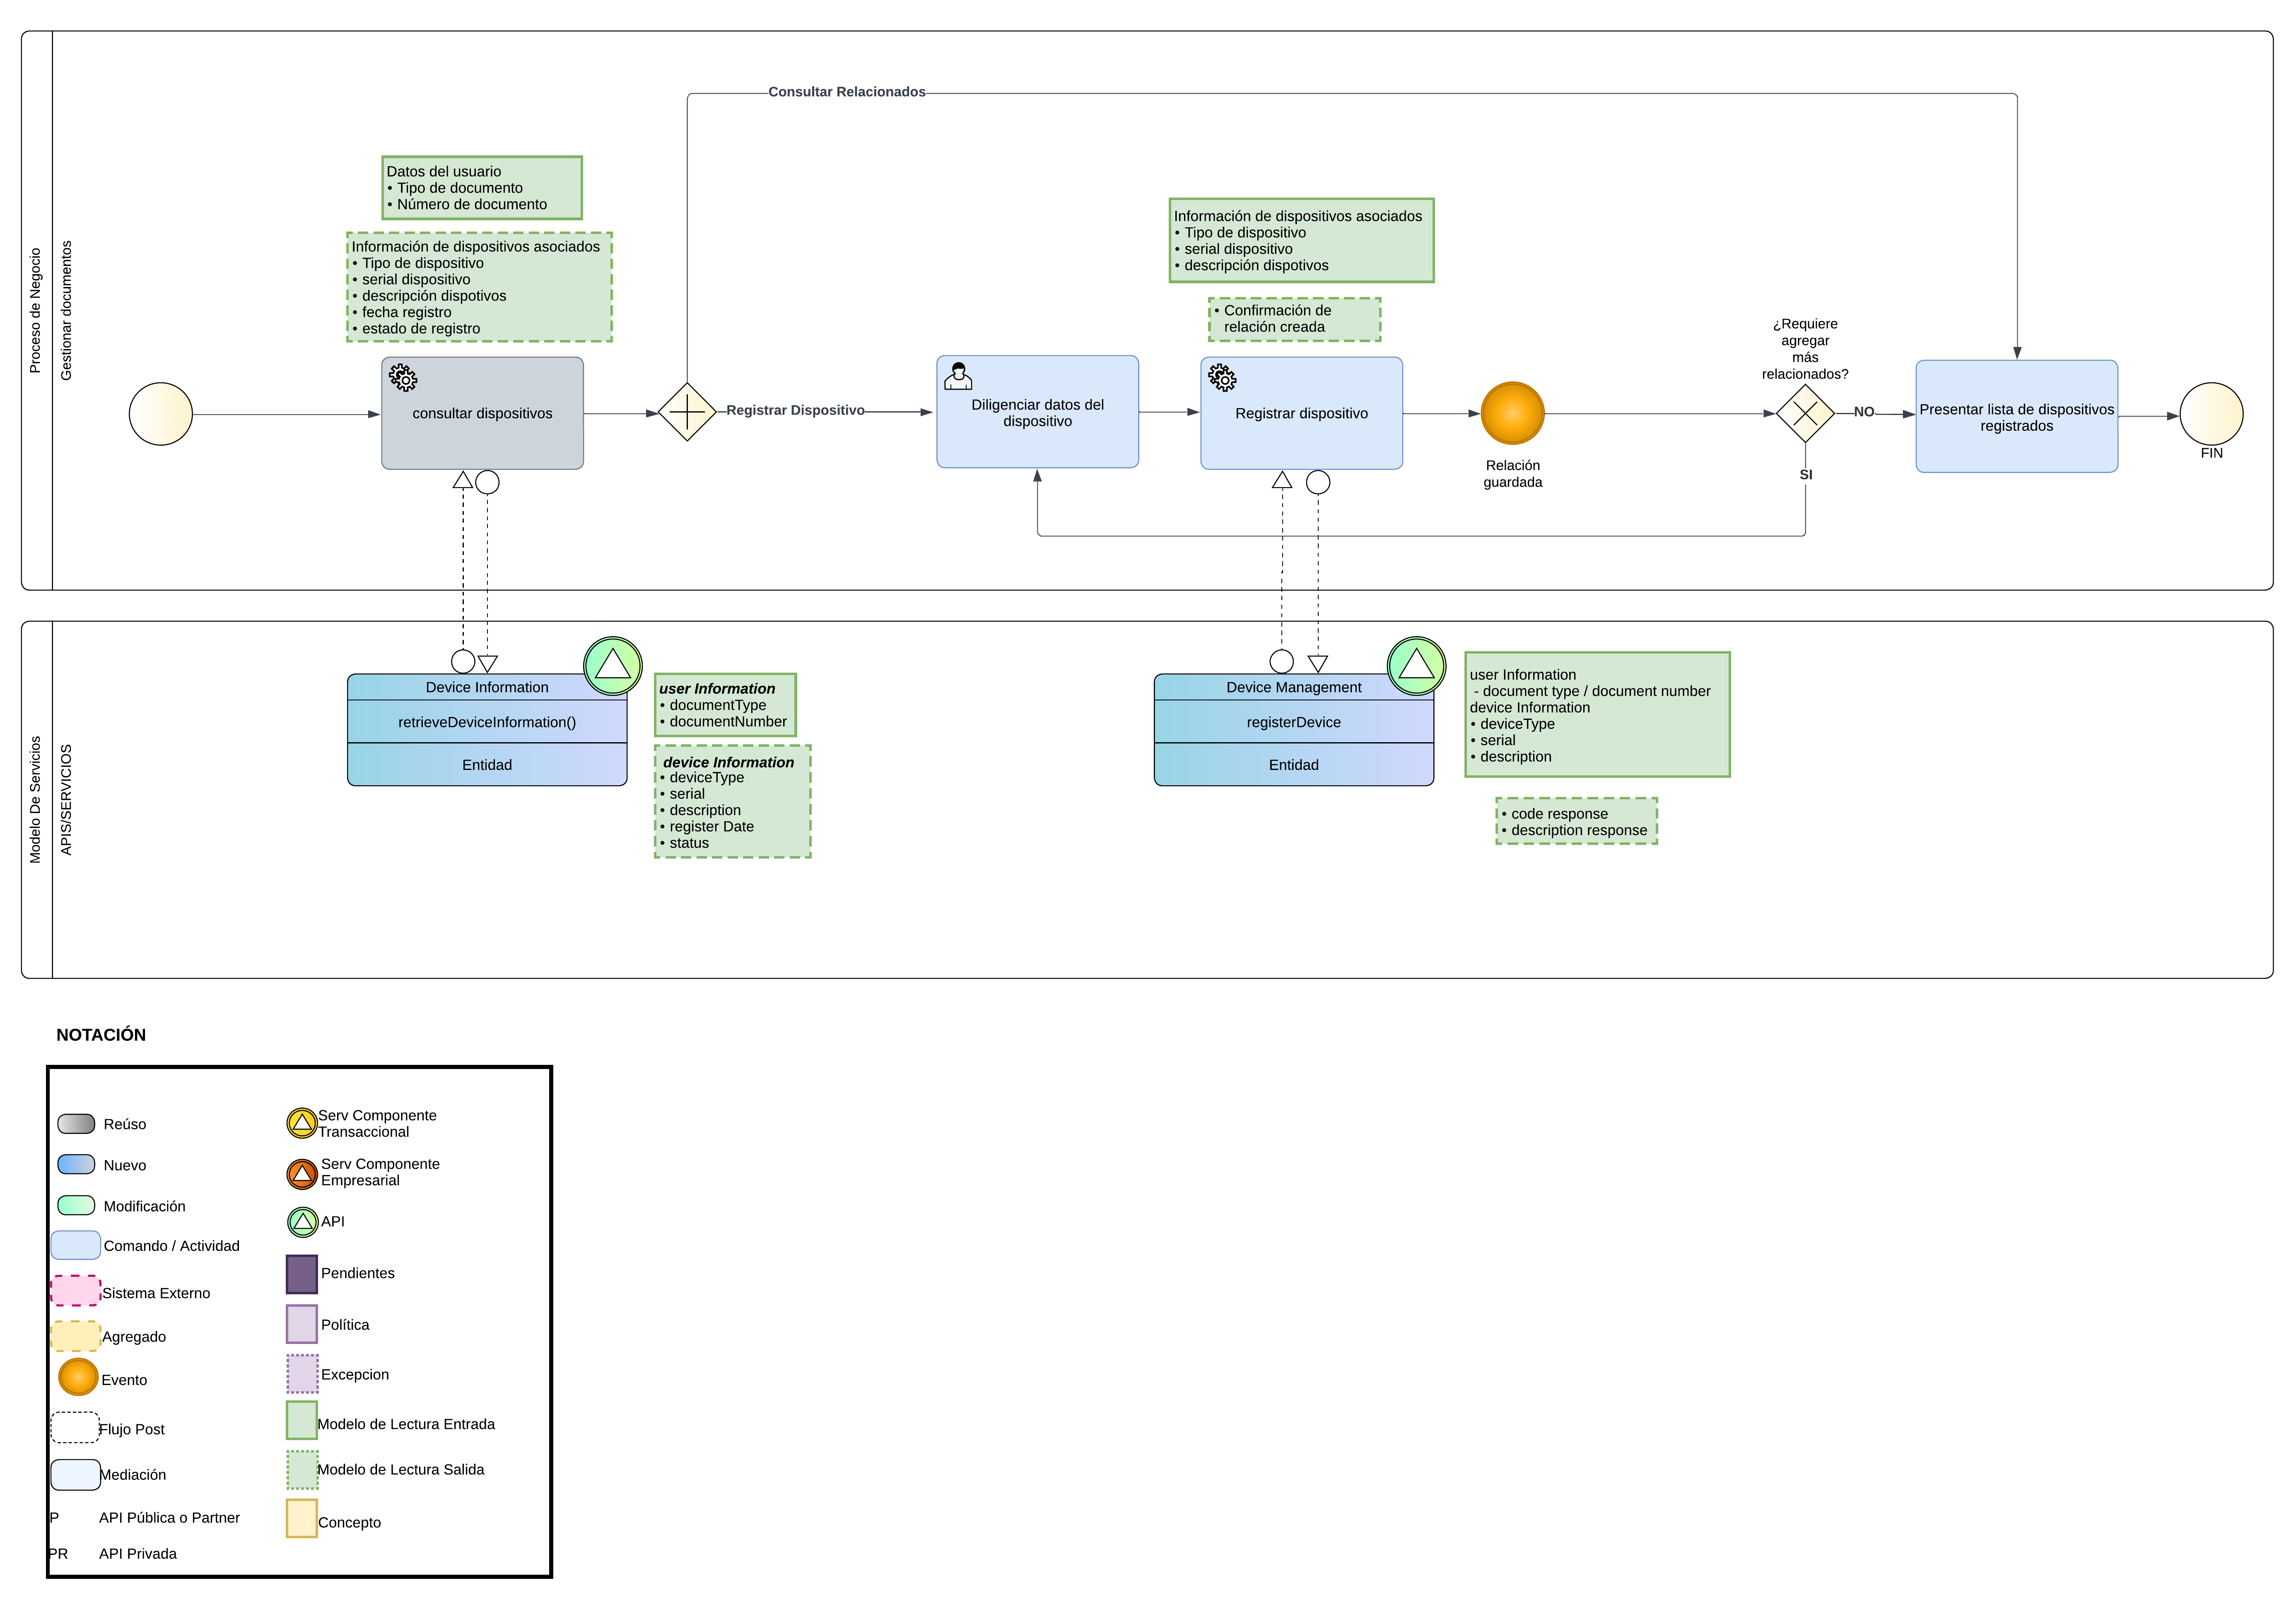 Proceso de Negocio
Gestionar documentos
Consultar Relacionados
Datos del usuario
• Tipo de documento
• Número de documento
Información de dispositivos asociados
• Tipo de dispositivo
• serial dispositivo
• descripción dispotivos
• fecha registro
• estado de registro
consultar dispositivos
Registrar Dispositivo
Diligenciar datos del
dispositivo
Información de dispositivos asociados
• Tipo de dispositivo
• serial dispositivo
• descripción dispotivos
• Confirmación de
relación creada
Registrar dispositivo
Relación
guardada
¿Requiere
agregar
más
relacionados?
NO
SI
Presentar lista de dispositivos
registrados
FIN
Modelo De Servicios
APIS/SERVICIOS
Device Information
retrieveDeviceInformation()
Entidad
user Information
• documentType
• documentNumber
device Information
• deviceType
• serial
• description
• register Date
• status
Device Management
registerDevice
Entidad
user Information
- document type / document number
device Information
• deviceType
• serial
• description
• code response
• description response
NOTACIÓN
Reúso
Nuevo
Modificación
Comando / Actividad
Sistema Externo
Agregado
Evento
Flujo Post
Mediación
P API Pública o Partner
PR API Privada
Serv Componente
Transaccional
Serv Componente
Empresarial
API
Pendientes
Política
Excepcion
Modelo de Lectura Entrada
Modelo de Lectura Salida
Concepto